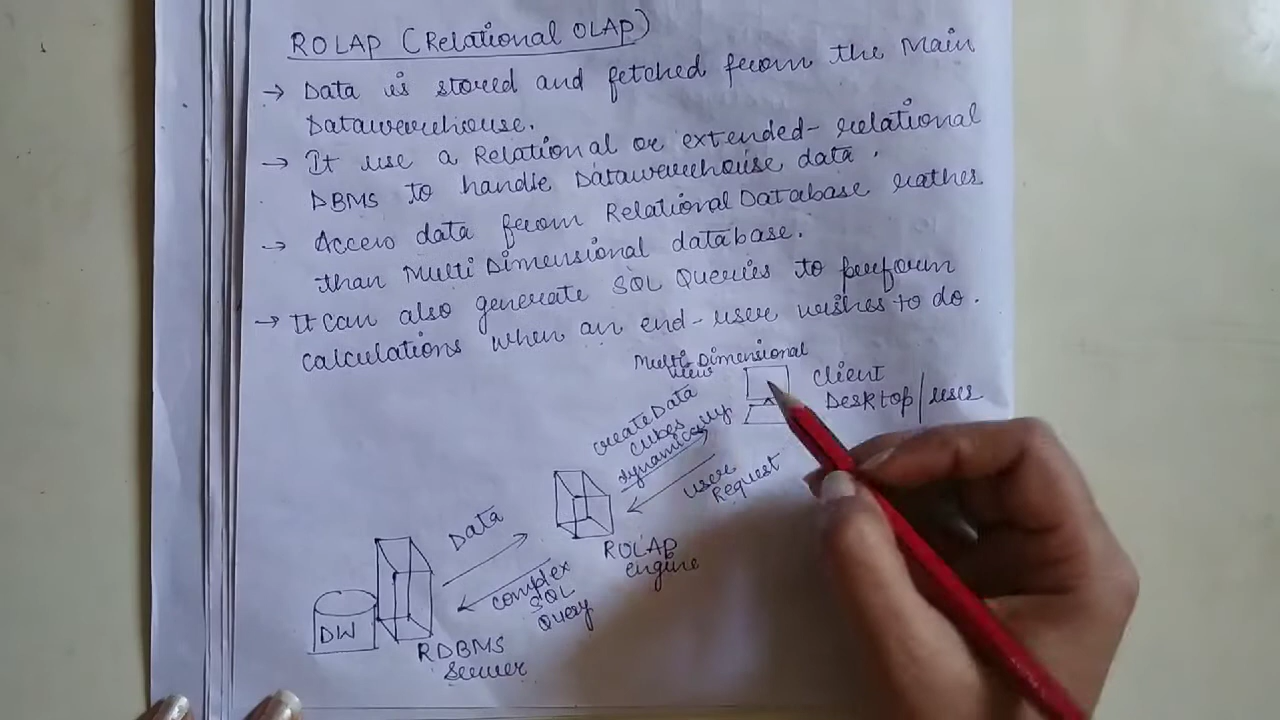 ROLAP (Relational OLAP)
→ Data is stored and fetched from the Main
Datawarehouse.
→ It use a Relational or extended-relational
DBMS to handle Datawarehouse data.
→ Access data from Relational Database rather
than Multi Dimensional database.
→ It can also generate SQL Queries to perform
calculations when an end-user wishes to do.
Multi Dimensional
view
Client
Desktop/user
create Data
cubes
dynamically
user
Request
Data
ROLAP
engine
complex
SQL
Query
DW
RDBMS
Server